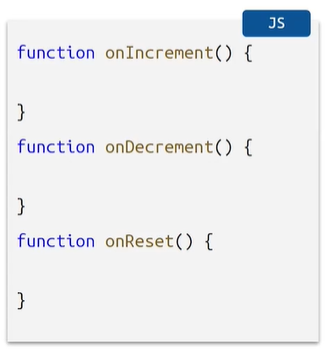 JS
function onIncrement() {
}
function onDecrement() {
}
function onReset() {
}